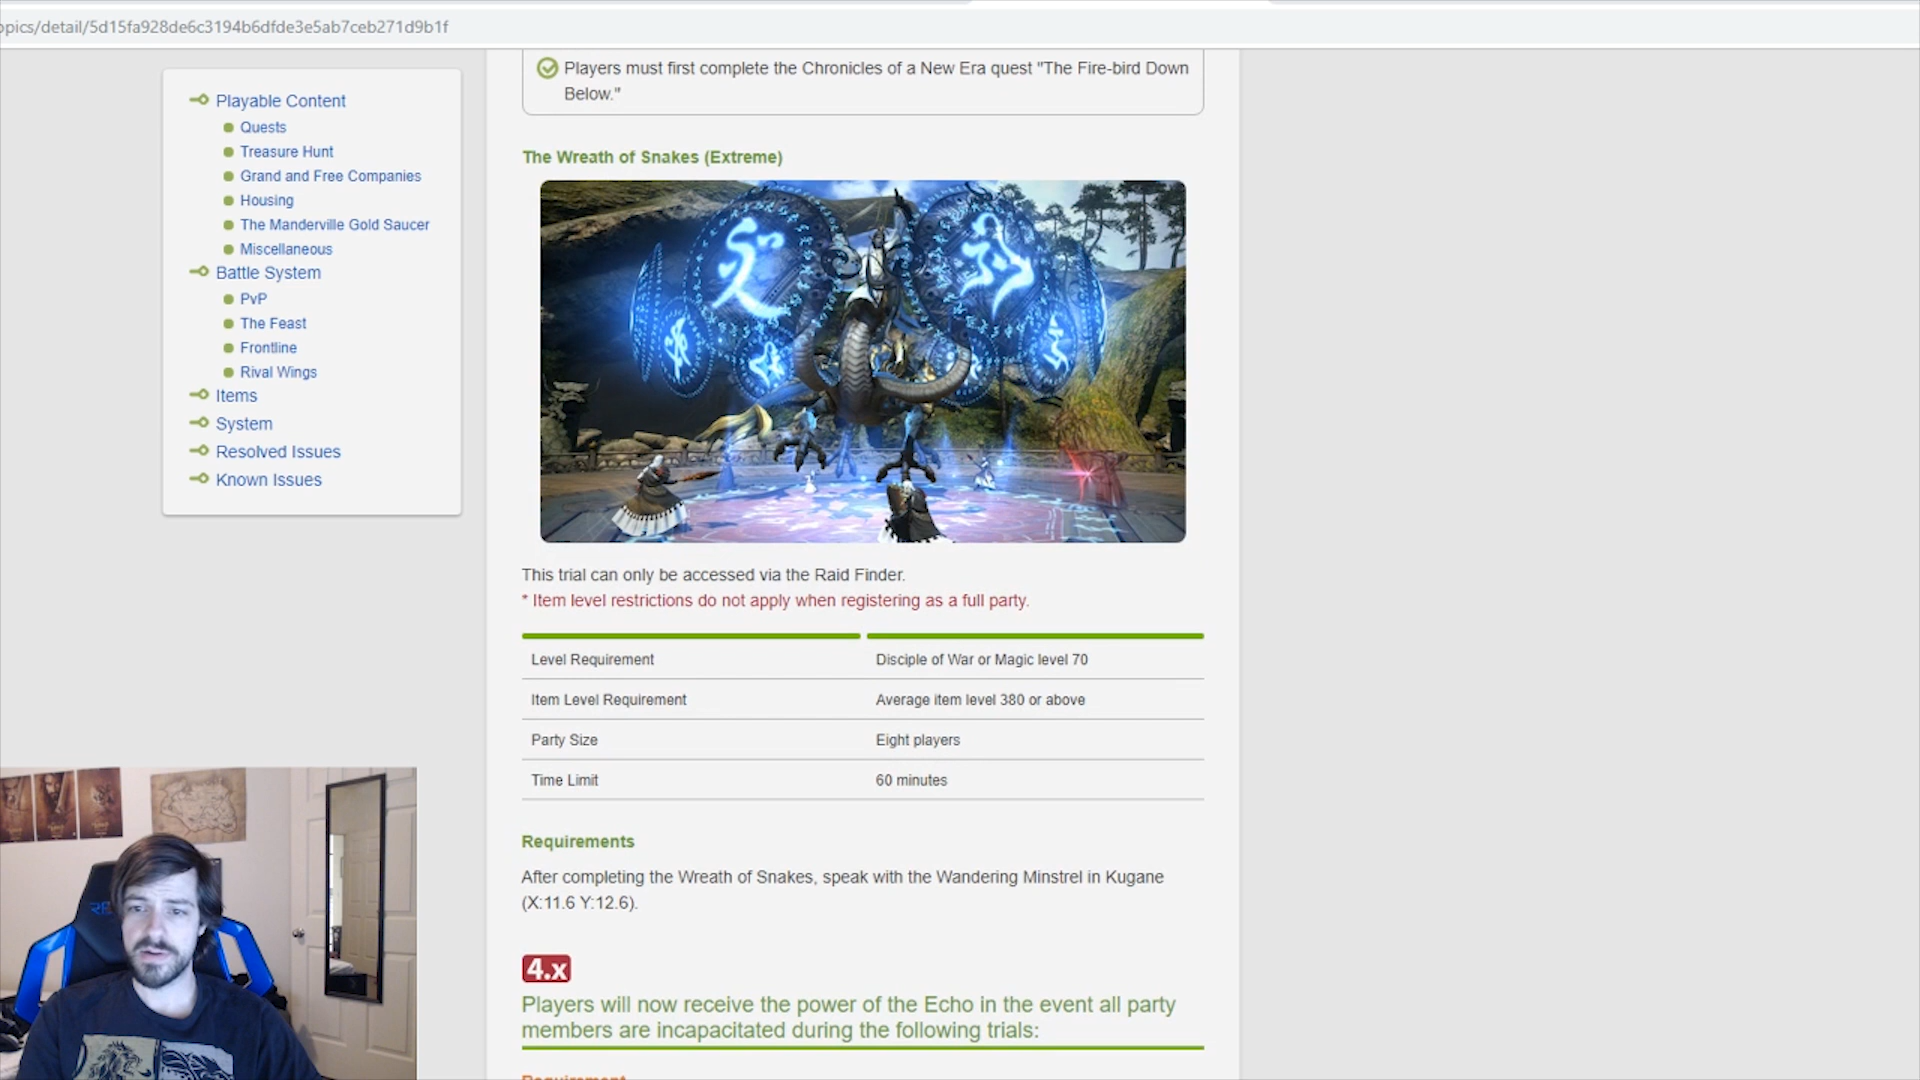 opics/detail/5d15fa928de6c3194b6dfde3e5ab7ceb271d9b1f
Playable Content
Quests
Treasure Hunt
Grand and Free Companies
Housing
The Manderville Gold Saucer
Miscellaneous
Battle System
PvP
The Feast
Frontline
Rival Wings
Items
System
Resolved Issues
Known Issues
Players must first complete the Chronicles of a New Era quest "The Fire-bird Down
Below."
The Wreath of Snakes (Extreme)
This trial can only be accessed via the Raid Finder.
* Item level restrictions do not apply when registering as a full party.
Level Requirement Disciple of War or Magic level 70
Item Level Requirement Average item level 380 or above
Party Size Eight players
Time Limit 60 minutes
Requirements
After completing the Wreath of Snakes, speak with the Wandering Minstrel in Kugane
(X:11.6 Y:12.6).
4.x
Players will now receive the power of the Echo in the event all party
members are incapacitated during the following trials:
Requirement